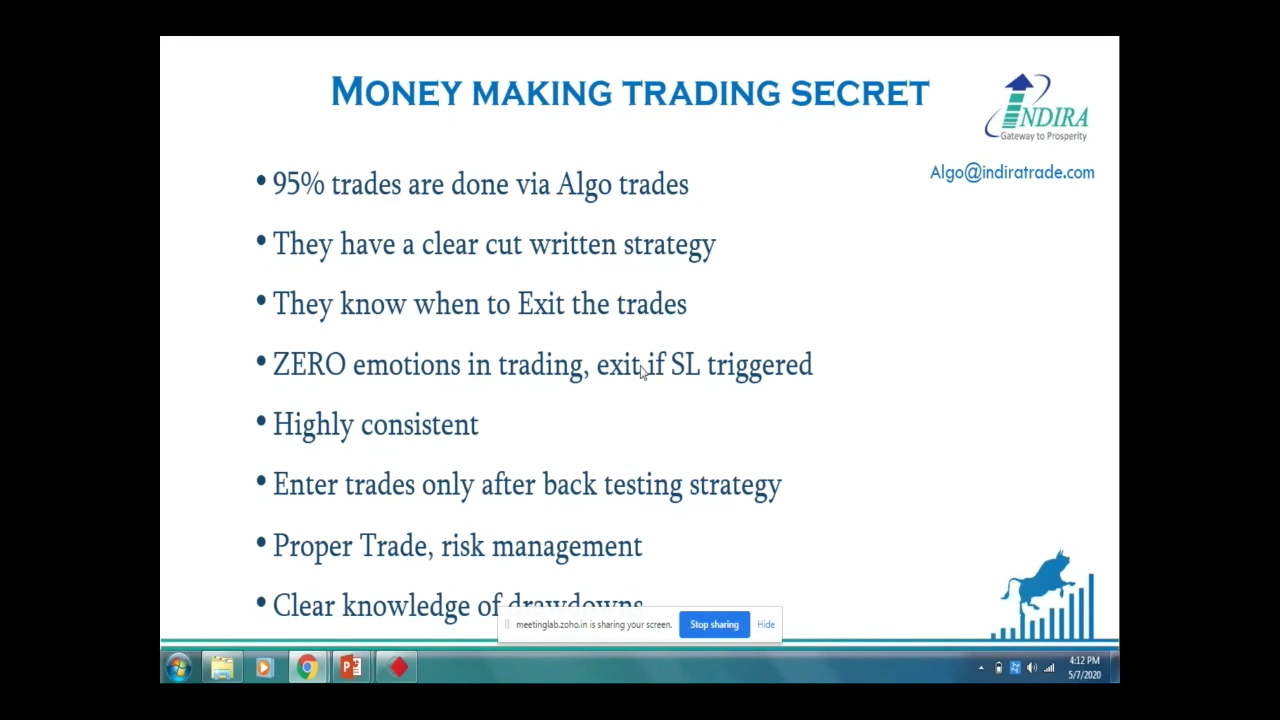 MONEY MAKING TRADING SECRET
INDIRA
Gateway to Prosperity
Algo@indiratrade.com
• 95% trades are done via Algo trades
• They have a clear cut written strategy
• They know when to Exit the trades
• ZERO emotions in trading, exit if SL triggered
• Highly consistent
• Enter trades only after back testing strategy
• Proper Trade, risk management
• Clear knowledge of drawdowns
meetinglab.zoho.in is sharing your screen. Stop sharing Hide
4:12 PM
5/7/2020